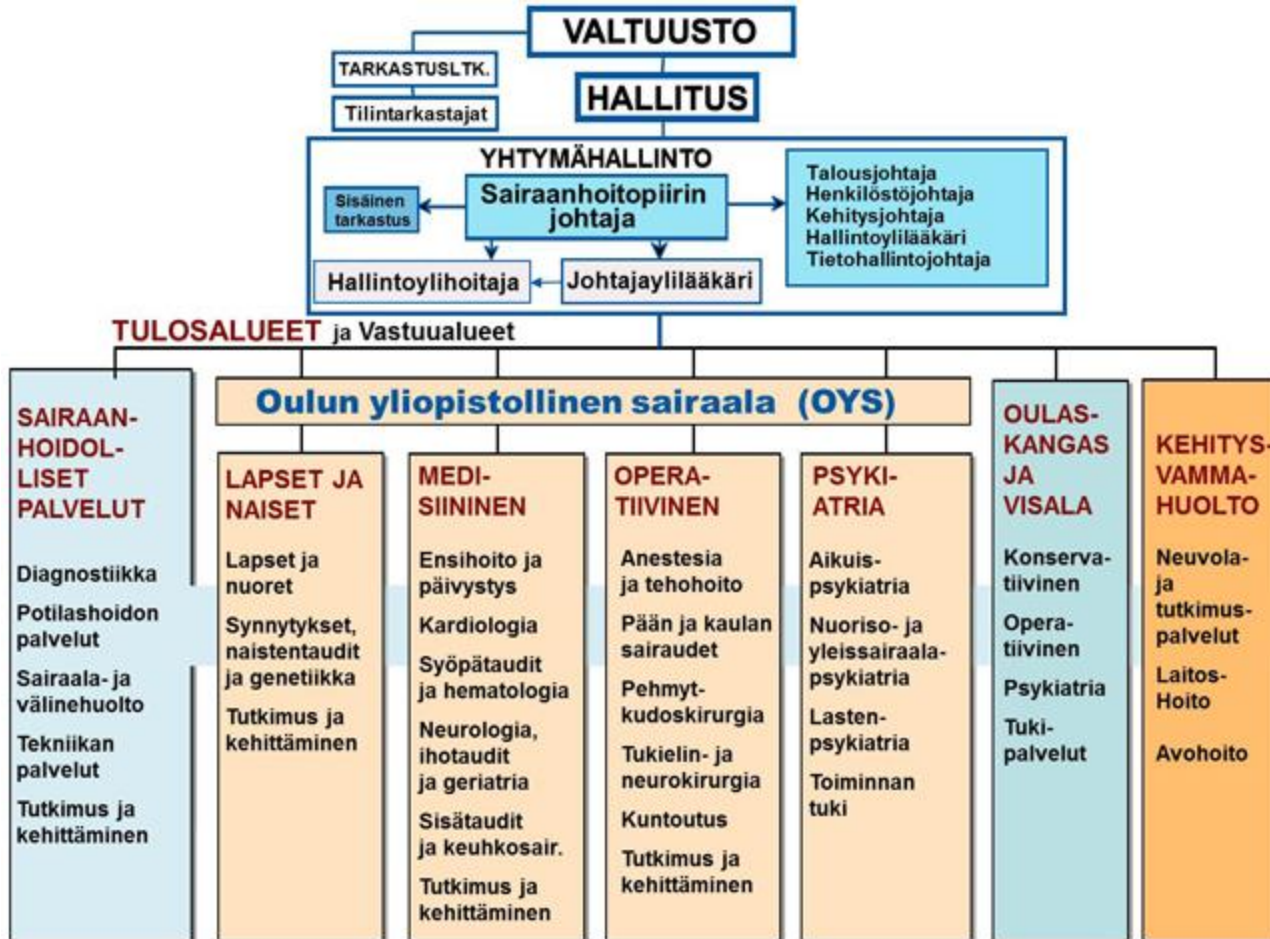 VALTUUSTO
TARKASTUSLTK.
Tilintarkastajat
HALLITUS
YHTYMÄHALLINTO
Sairaanhoitopiirin
johtaja
Sisäinen
tarkastus
Talousjohtaja
Henkilöstöjohtaja
Kehitysjohtaja
Hallintoylilääkäri
Tietohallintojohtaja
Hallintoylihoitaja
Johtajaylilääkäri
TULOSALUEET ja Vastuualueet
Oulun yliopistollinen sairaala (OYS)
SAIRAAN-
HOIDOL-
LISET
PALVELUT
Diagnostiikka
Potilashoidon
palvelut
Sairaala- ja
välinehuolto
Tekniikan
palvelut
Tutkimus ja
kehittäminen
LAPSET JA
NAISET
Lapset ja
nuoret
Synnytykset,
naistentaudit
ja genetiikka
Tutkimus ja
kehittäminen
MEDI-
SIININEN
Ensihoito ja
päivystys
Kardiologia
Syöpätaudit
ja hematologia
Neurologia,
ihotaudit
ja geriatria
Sisätaudit
ja keuhkosair.
Tutkimus ja
kehittäminen
OPERA-
TIIVINEN
Anestesia
ja tehohoito
Pään ja kaulan
sairaudet
Pehmyt-
kudoskirurgia
Tukielin- ja
neurokirurgia
Kuntoutus
Tutkimus ja
kehittäminen
PSYKI-
ATRIA
Aikuis-
psykiatria
Nuoriso- ja
yleissairaala-
psykiatria
Lasten-
psykiatria
Toiminnan
tuki
OULAS-
KANGAS
JA
VISALA
Konserva-
tiivinen
Opera-
tiivinen
Psykiatria
Tuki-
palvelut
KEHITYS-
VAMMA-
HUOLTO
Neuvola-
ja
tutkimus-
palvelut
Laitos-
Hoito
Avohoito